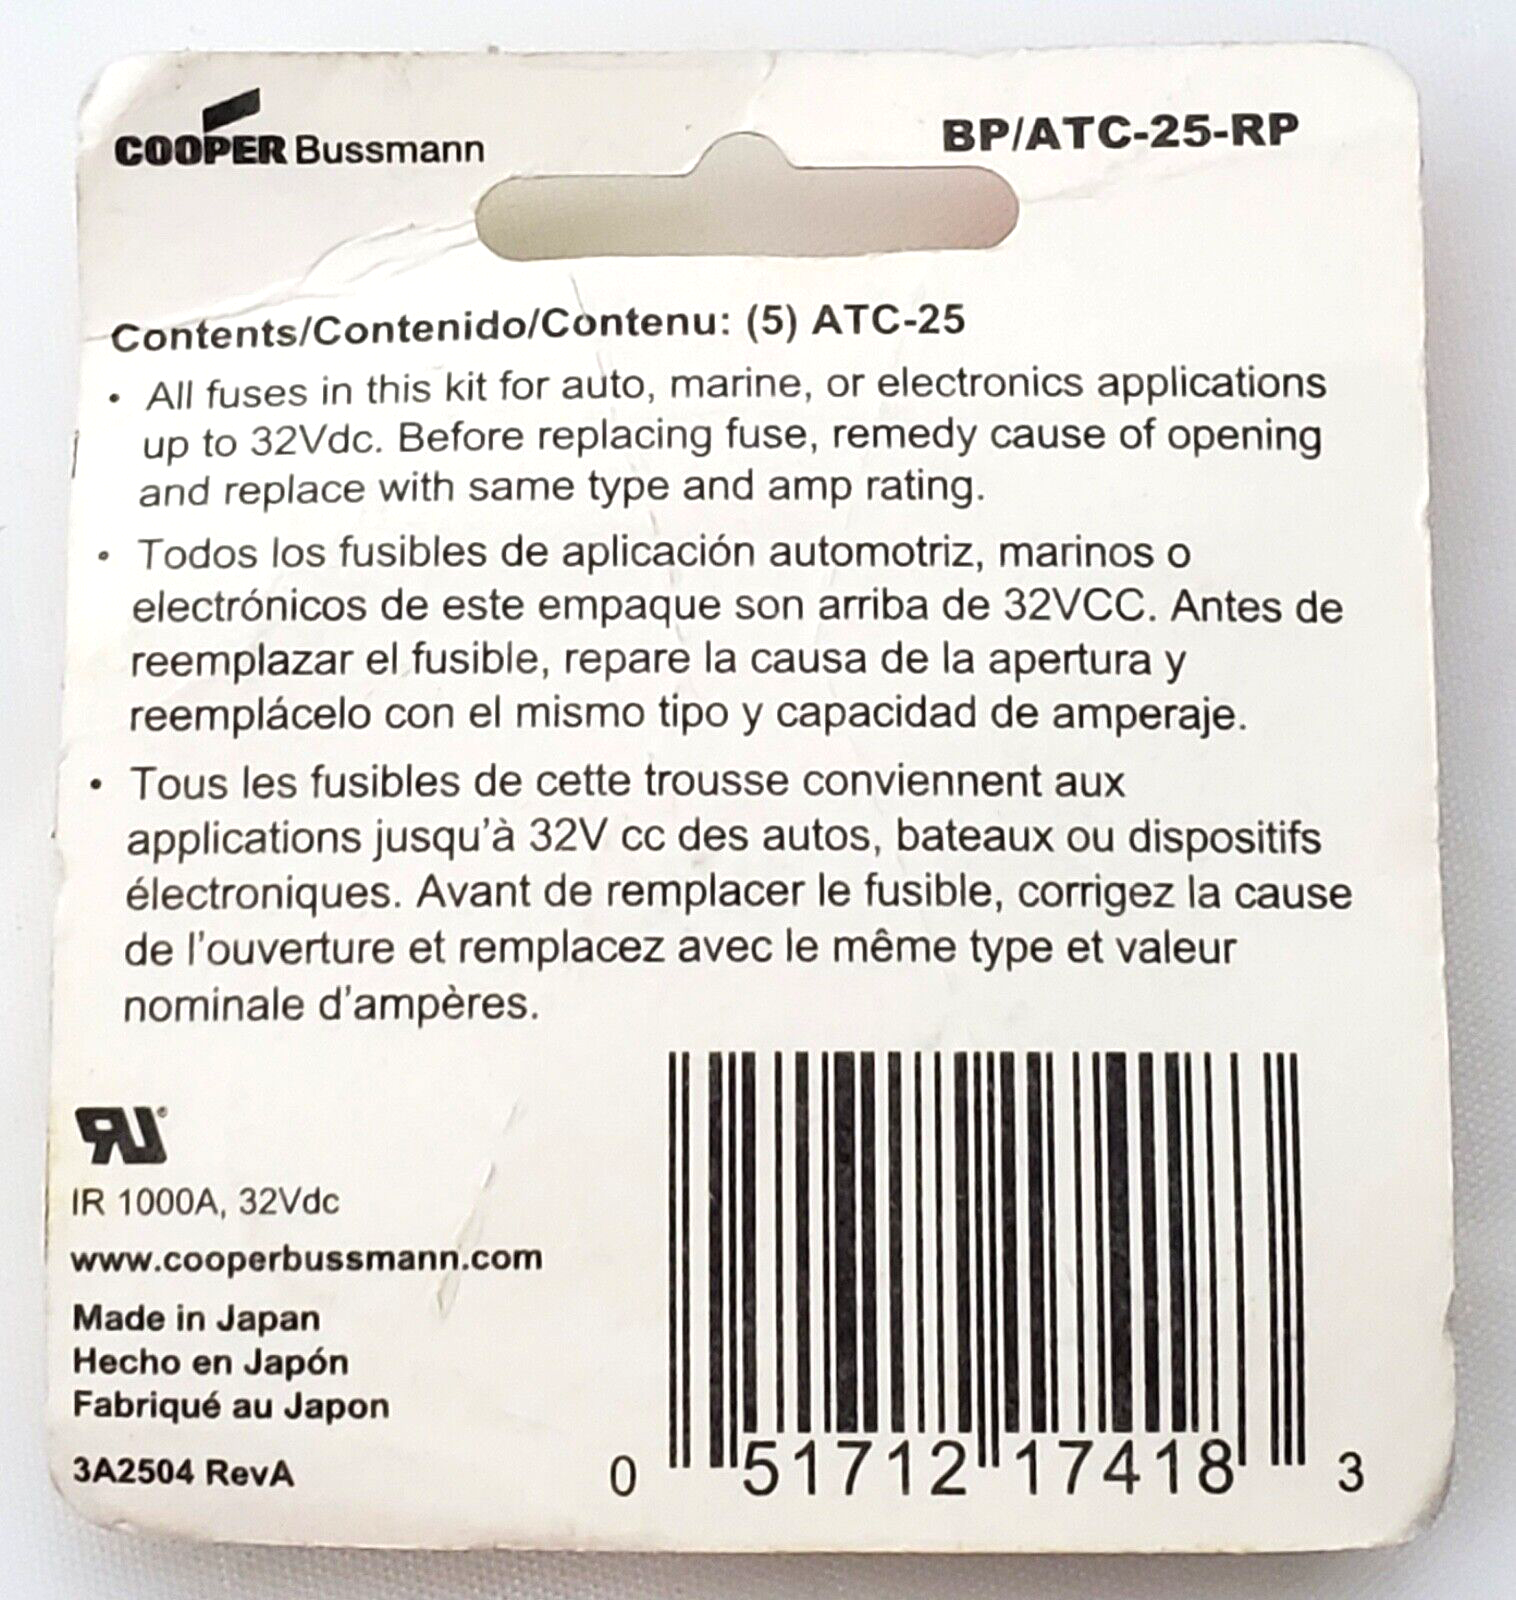 COOPER Bussmann
BP/ATC-25-RP
Contents/Contenido/Contenu: (5) ATC-25
• All fuses in this kit for auto, marine, or electronics applications
up to 32Vdc. Before replacing fuse, remedy cause of opening
and replace with same type and amp rating.
• Todos los fusibles de aplicación automotriz, marinos o
electrónicos de este empaque son arriba de 32VCC. Antes de
reemplazar el fusible, repare la causa de la apertura y
reemplácelo con el mismo tipo y capacidad de amperaje.
• Tous les fusibles de cette trousse conviennent aux
applications jusqu'à 32V cc des autos, bateaux ou dispositifs
électroniques. Avant de remplacer le fusible, corrigez la cause
de l'ouverture et remplacez avec le même type et valeur
nominale d'ampères.
RU®
IR 1000A, 32Vdc
www.cooperbussmann.com
Made in Japan
Hecho en Japón
Fabriqué au Japon
3A2504 RevA
0 51712 17418 3